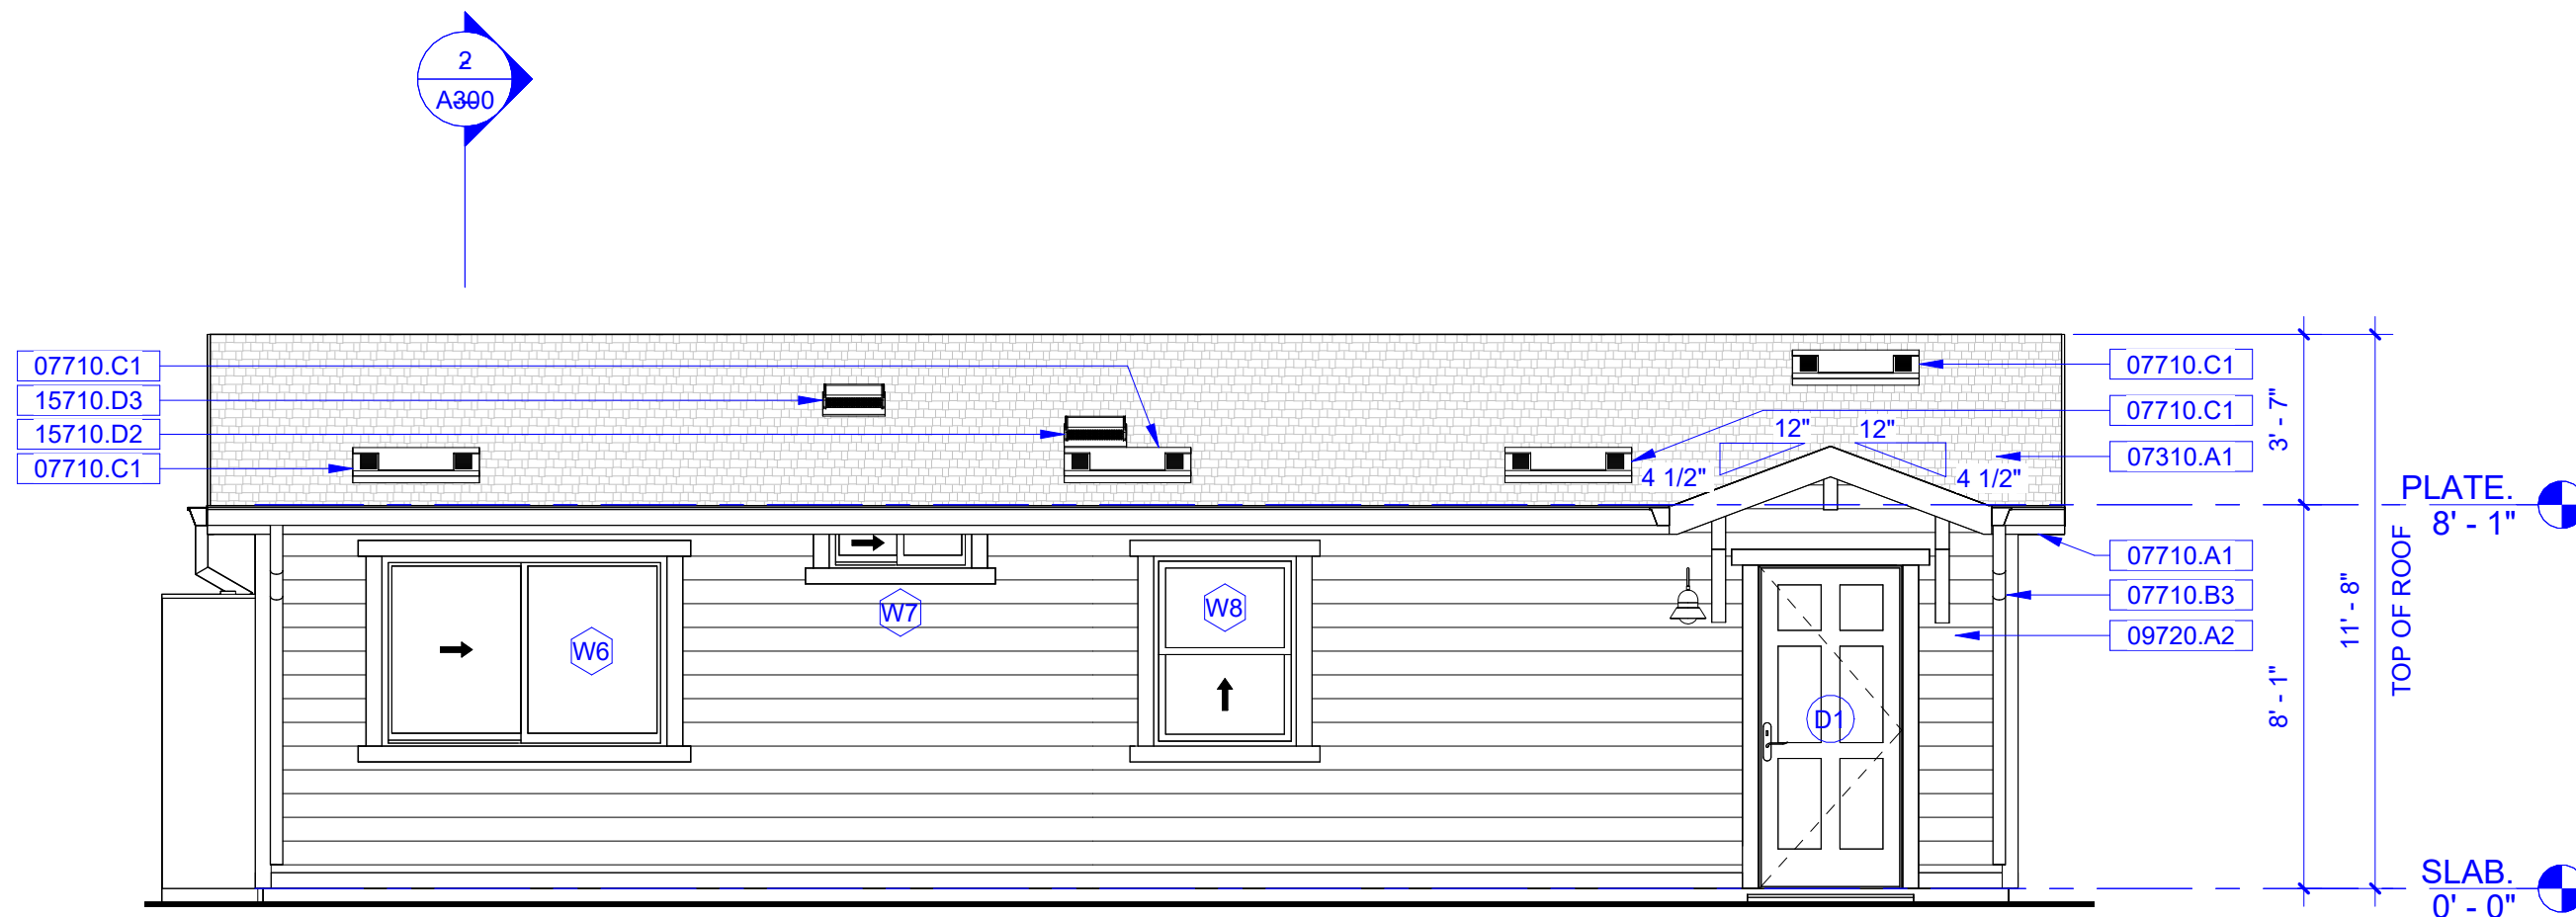 2
A300
07710.C1
15710.D3
15710.D2
07710.C1
07710.C1
07710.C1
07310.A1
07710.A1
07710.B3
09720.A2
12" 12"
4 1/2" 4 1/2"
W6
W7
W8
D1
3' - 7"
8' - 1"
11' - 8"
TOP OF ROOF
PLATE.
8' - 1"
SLAB.
0' - 0"